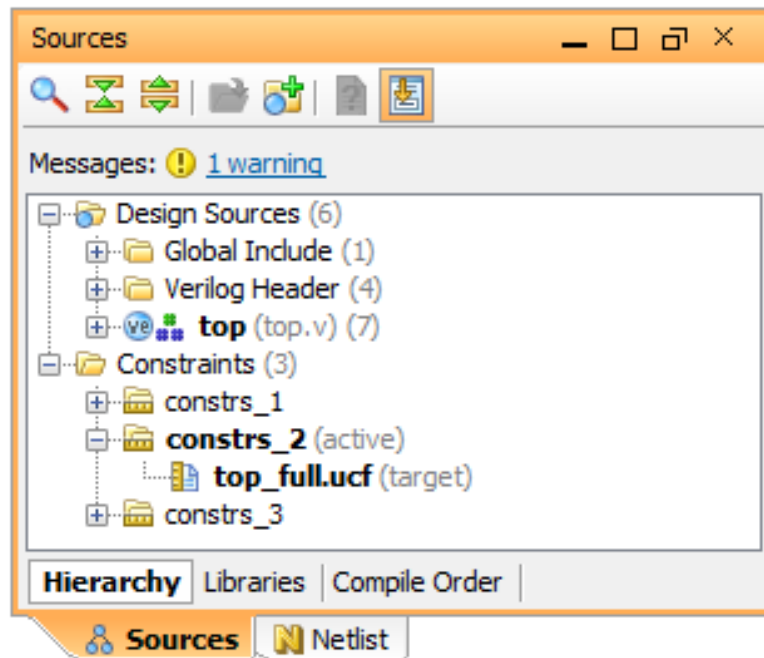 Sources
Messages: 1 warning
Design Sources (6)
Global Include (1)
Verilog Header (4)
ve top (top.v) (7)
Constraints (3)
constrs_1
constrs_2 (active)
top_full.ucf (target)
constrs_3
Hierarchy Libraries Compile Order
Sources N Netlist